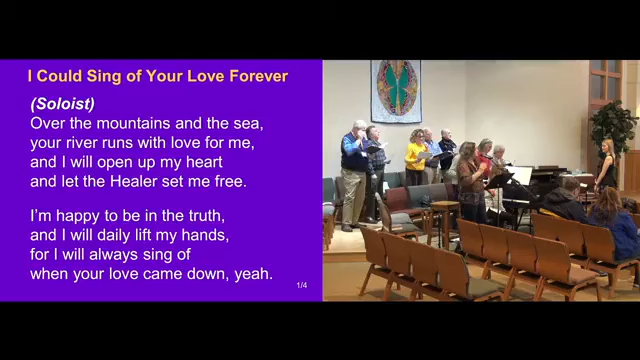 I Could Sing of Your Love Forever
(Soloist)
Over the mountains and the sea,
your river runs with love for me,
and I will open up my heart
and let the Healer set me free.
I'm happy to be in the truth,
and I will daily lift my hands,
for I will always sing of
when your love came down, yeah.
1/4